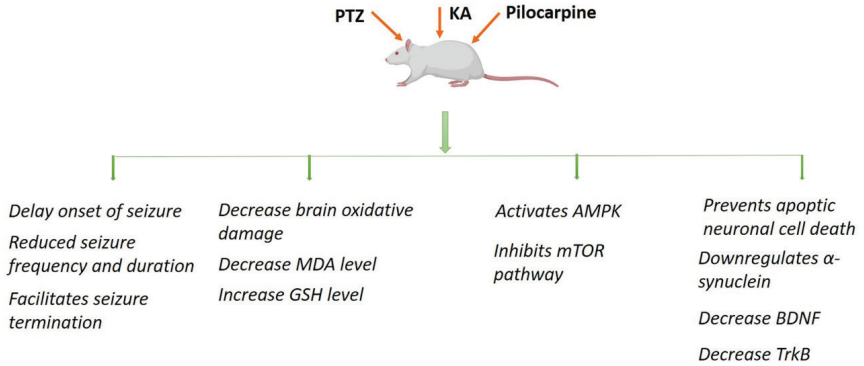 PTZ
KA
Pilocarpine
Delay onset of seizure
Reduced seizure
frequency and duration
Facilitates seizure
termination
Decrease brain oxidative
damage
Decrease MDA level
Increase GSH level
Activates AMPK
Inhibits mTOR
pathway
Prevents apoptic
neuronal cell death
Downregulates α-
synuclein
Decrease BDNF
Decrease TrkB